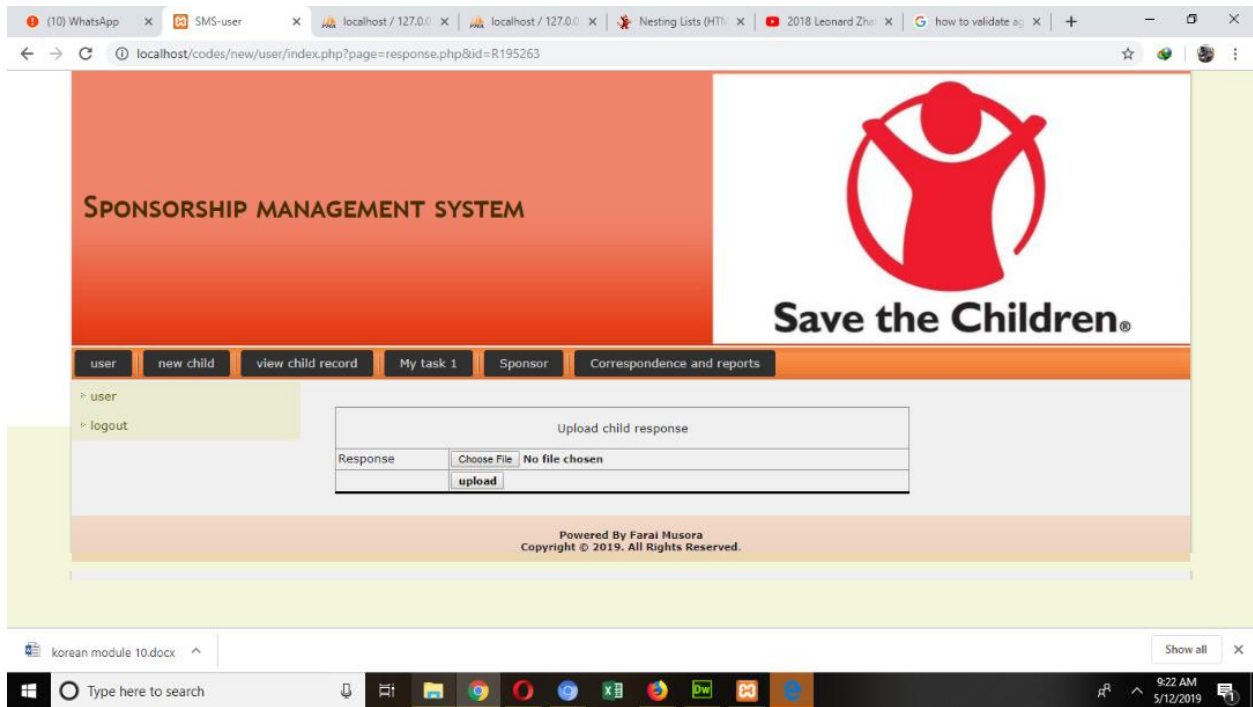 (10) WhatsApp
SMS-user
localhost / 127.0.0
localhost / 127.0.0
Nesting Lists (HTM
2018 Leonard Zha
G how to validate ag
localhost/codes/new/user/index.php?page=response.php&id=R195263
SPONSORSHIP MANAGEMENT SYSTEM
Save the Children®
user
new child
view child record
My task 1
Sponsor
Correspondence and reports
user
logout
Upload child response
Response
Choose File No file chosen
upload
Powered By Farai Musora
Copyright © 2019. All Rights Reserved.
korean module 10.docx
Show all
Type here to search
Dw
9:22 AM
5/12/2019